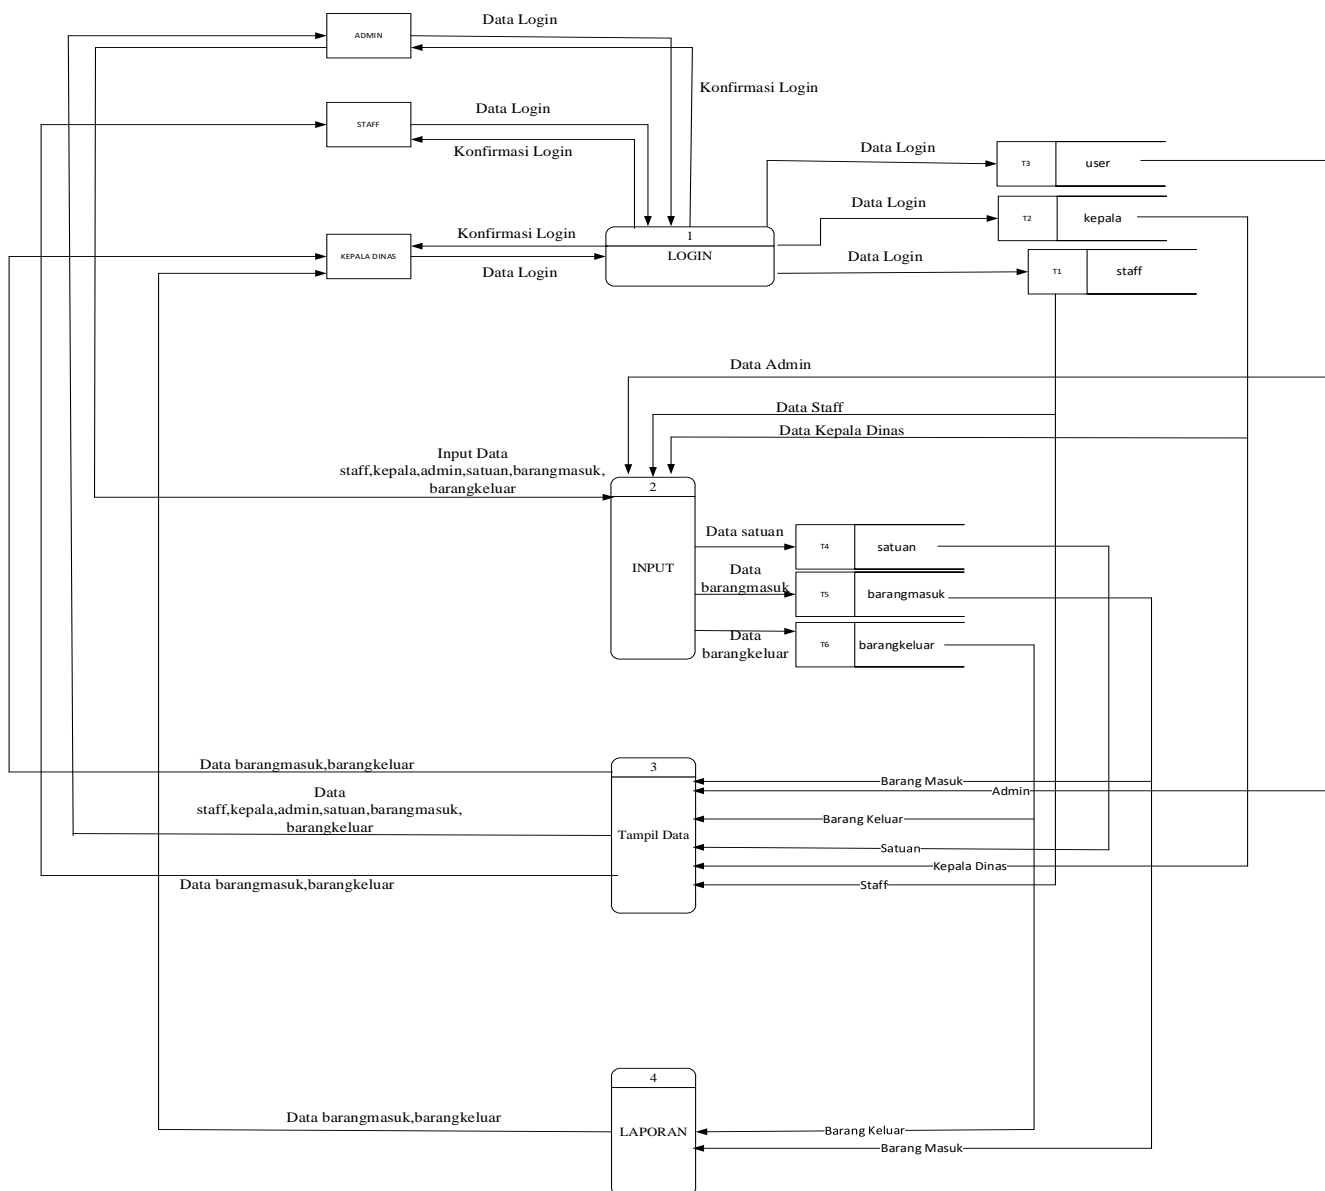 Data Login
ADMIN
Konfirmasi Login
Data Login
STAFF
Konfirmasi Login
Data Login
T3
user
Data Login
T2
kepala
Konfirmasi Login
1
LOGIN
KEPALA DINAS
Data Login
Data Login
T1
staff
Data Admin
Data Staff
Data Kepala Dinas
Input Data
staff,kepala,admin,satuan,barangmasuk,
barangkeluar
2
INPUT
Data satuan
T4
satuan
Data
barangmasuk
T5
barangmasuk
Data
barangkeluar
T6
barangkeluar
Data barangmasuk,barangkeluar
3
Tampil Data
Barang Masuk
Admin
Data
staff,kepala,admin,satuan,barangmasuk,
barangkeluar
Barang Keluar
Satuan
Kepala Dinas
Data barangmasuk,barangkeluar
Staff
4
LAPORAN
Data barangmasuk,barangkeluar
Barang Keluar
Barang Masuk